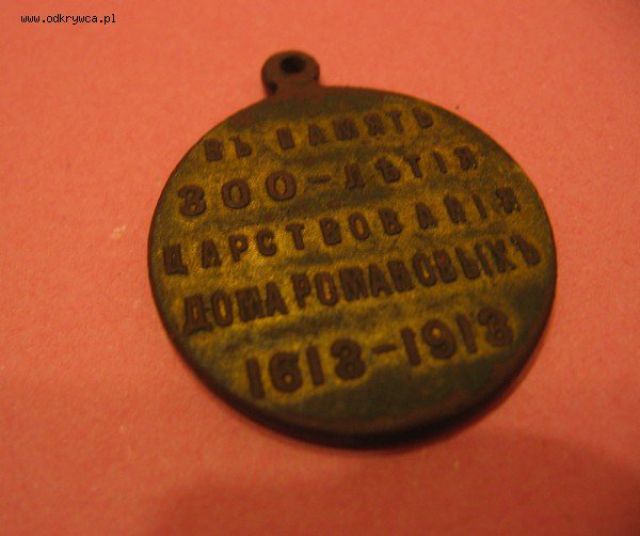 www.odkrywca.pl
ВЪ ПАМЯТЬ
300-ЛѢТІЯ
ЦАРСТВОВАНІЯ
ДОМА РОМАНОВЫХЪ
1613-1913